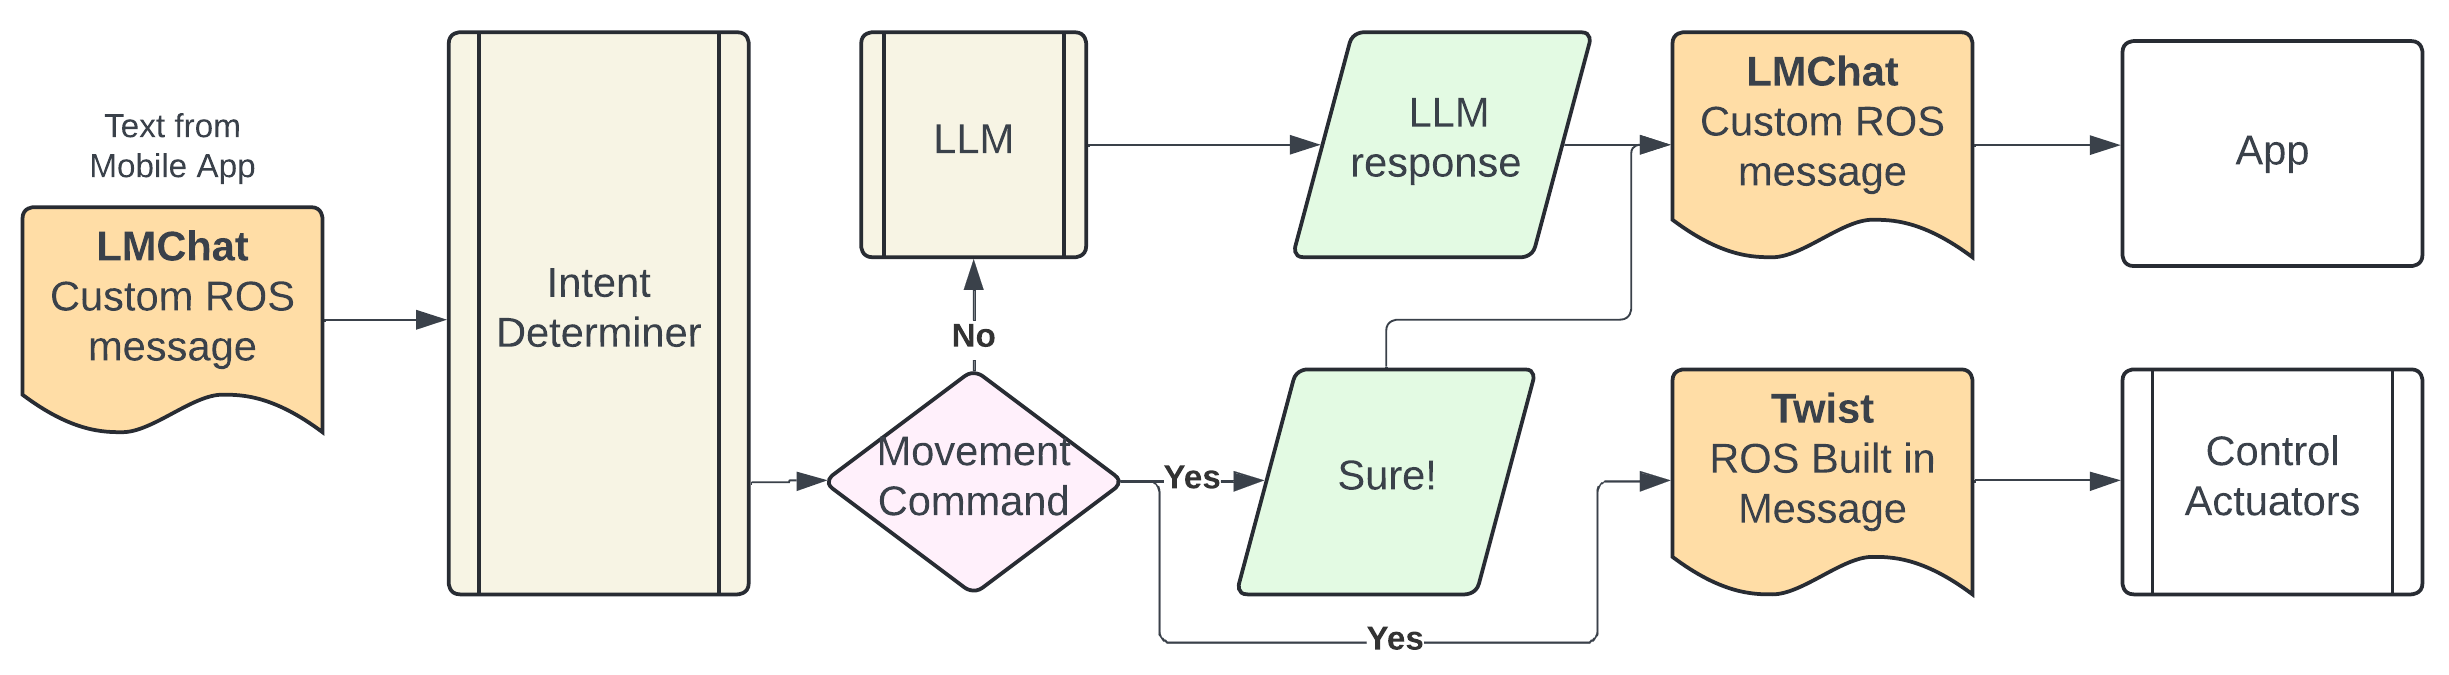 Text from
Mobile App
LMChat
Custom ROS
message
Intent
Determiner
LLM
No
Movement
Command
Yes
Yes
LLM
response
Sure!
LMChat
Custom ROS
message
App
Twist
ROS Built in
Message
Control
Actuators